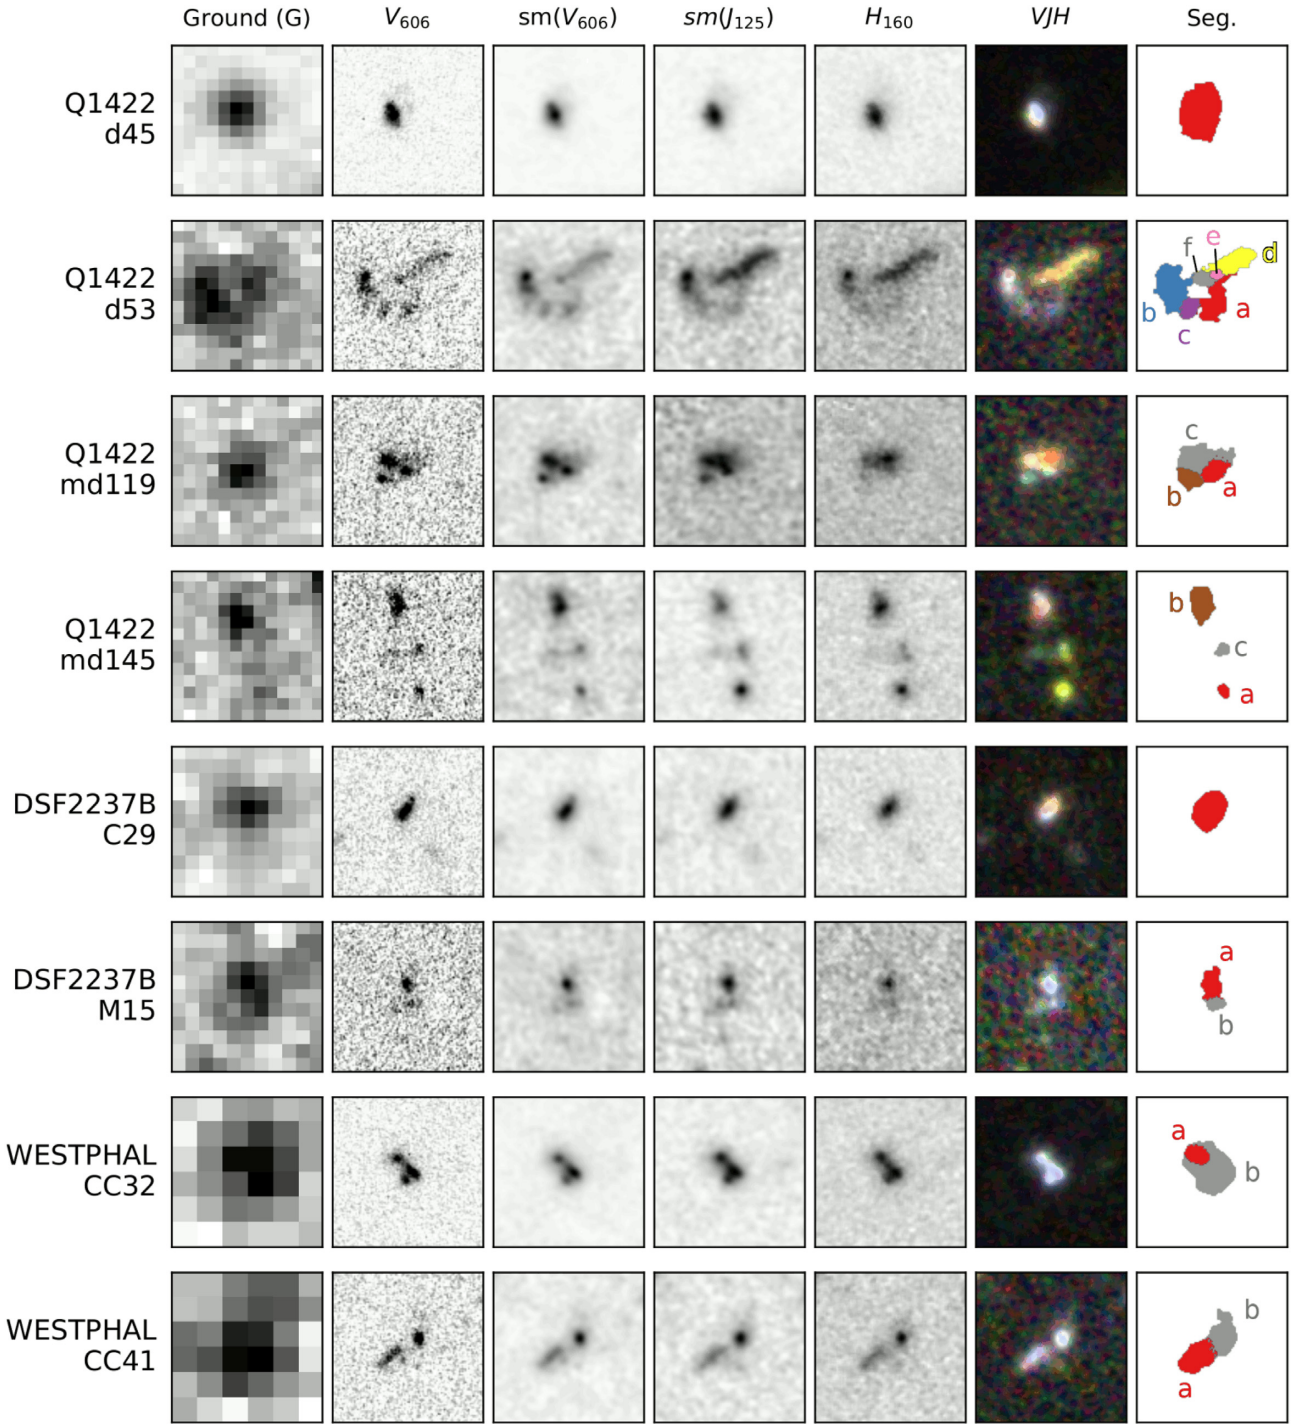 Ground (G) V606 sm(V606) sm(J125) H160 VJH Seg.
Q1422
d45
Q1422
d53
f e d
b a
c
Q1422
md119
c
b a
Q1422
md145
b
c
a
DSF2237B
C29
DSF2237B
M15
a
b
WESTPHAL
CC32
a
b
WESTPHAL
CC41
b
a